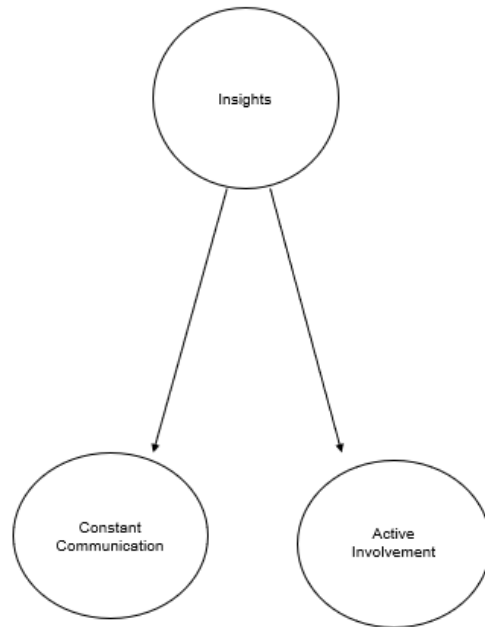 Insights
Constant
Communication
Active
Involvement